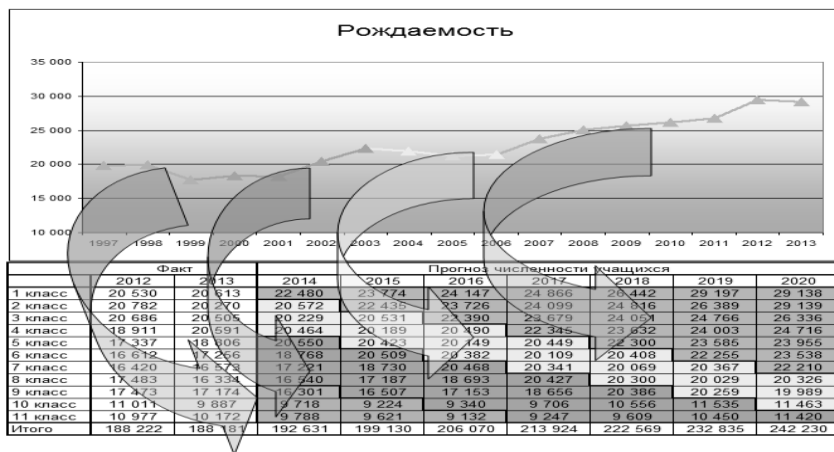 Рождаемость
35 000
30 000
25 000
20 000
15 000
10 000
1997 1998 1999 2000 2001 2002 2003 2004 2005 2006 2007 2008 2009 2010 2011 2012 2013
Факт Прогноз численности учащихся
2012 2013 2014 2015 2016 2017 2018 2019 2020
1 класс 20 530 20 613 22 480 23 774 24 147 24 866 26 442 29 197 29 138
2 класс 20 782 20 270 20 572 22 435 23 726 24 099 24 816 26 389 29 139
3 класс 20 686 20 505 20 229 20 531 22 390 23 679 24 051 24 766 26 336
4 класс 18 911 20 591 20 464 20 189 20 490 22 345 23 632 24 003 24 716
5 класс 17 337 18 806 20 550 20 423 20 149 20 449 22 300 23 585 23 955
6 класс 16 612 17 256 18 768 20 509 20 382 20 109 20 408 22 255 23 538
7 класс 16 420 16 573 17 221 18 730 20 468 20 341 20 069 20 367 22 210
8 класс 17 483 16 334 16 540 17 187 18 693 20 427 20 300 20 029 20 326
9 класс 17 473 17 174 16 301 16 507 17 153 18 656 20 386 20 259 19 989
10 класс 11 011 9 887 9 718 9 224 9 340 9 706 10 556 11 535 11 463
11 класс 10 977 10 172 9 788 9 621 9 132 9 247 9 609 10 450 11 420
Итого 188 222 188 181 192 631 199 130 206 070 213 924 222 569 232 835 242 230